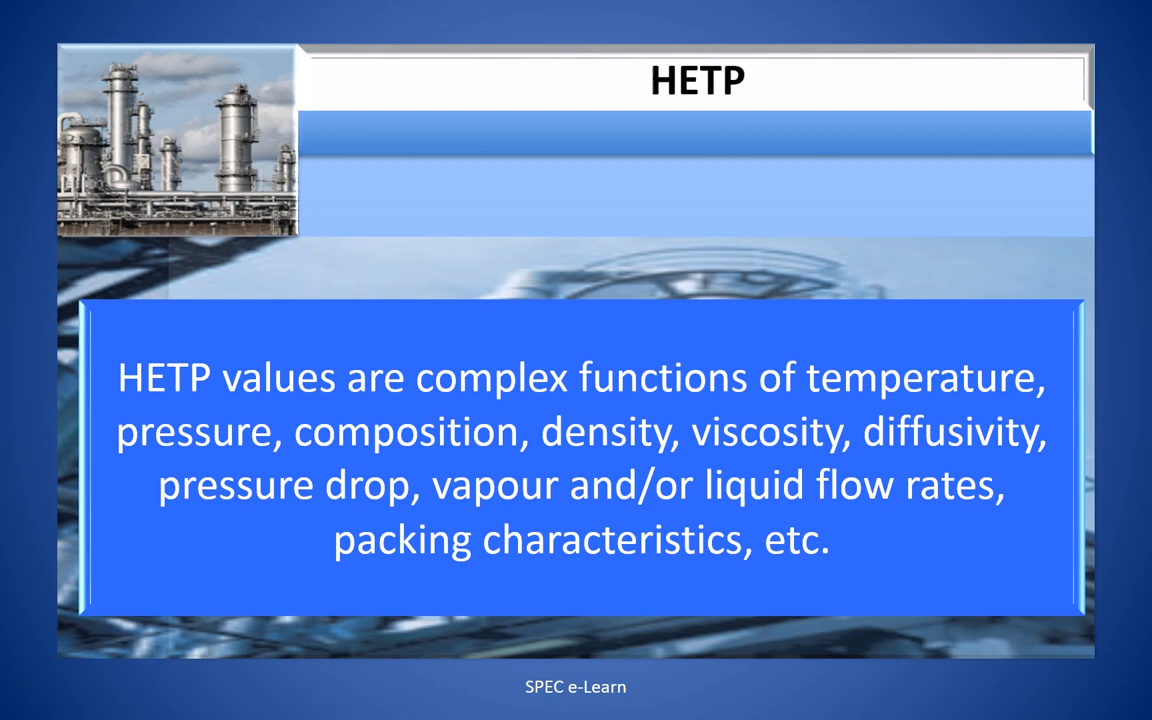 HETP
HETP values are complex functions of temperature,
pressure, composition, density, viscosity, diffusivity,
pressure drop, vapour and/or liquid flow rates,
packing characteristics, etc.
SPEC e-Learn